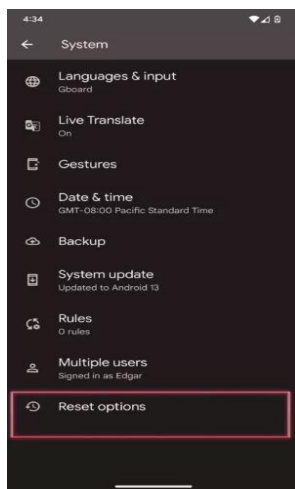 4:34
System
Languages & input
Gboard
Live Translate
On
Gestures
Date & time
GMT-08:00 Pacific Standard Time
Backup
System update
Updated to Android 13
Rules
0 rules
Multiple users
Signed in as Edgar
Reset options